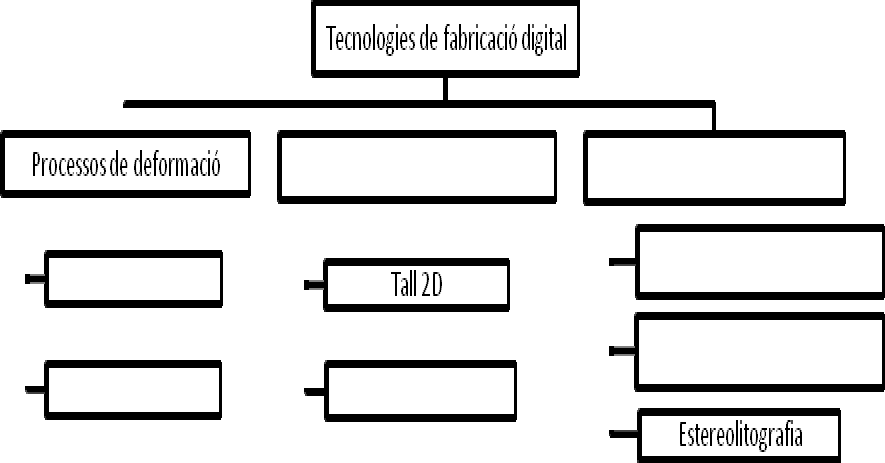 Tecnologies de fabricació digital
Processos de deformació
Tall 2D
Estereolitografia